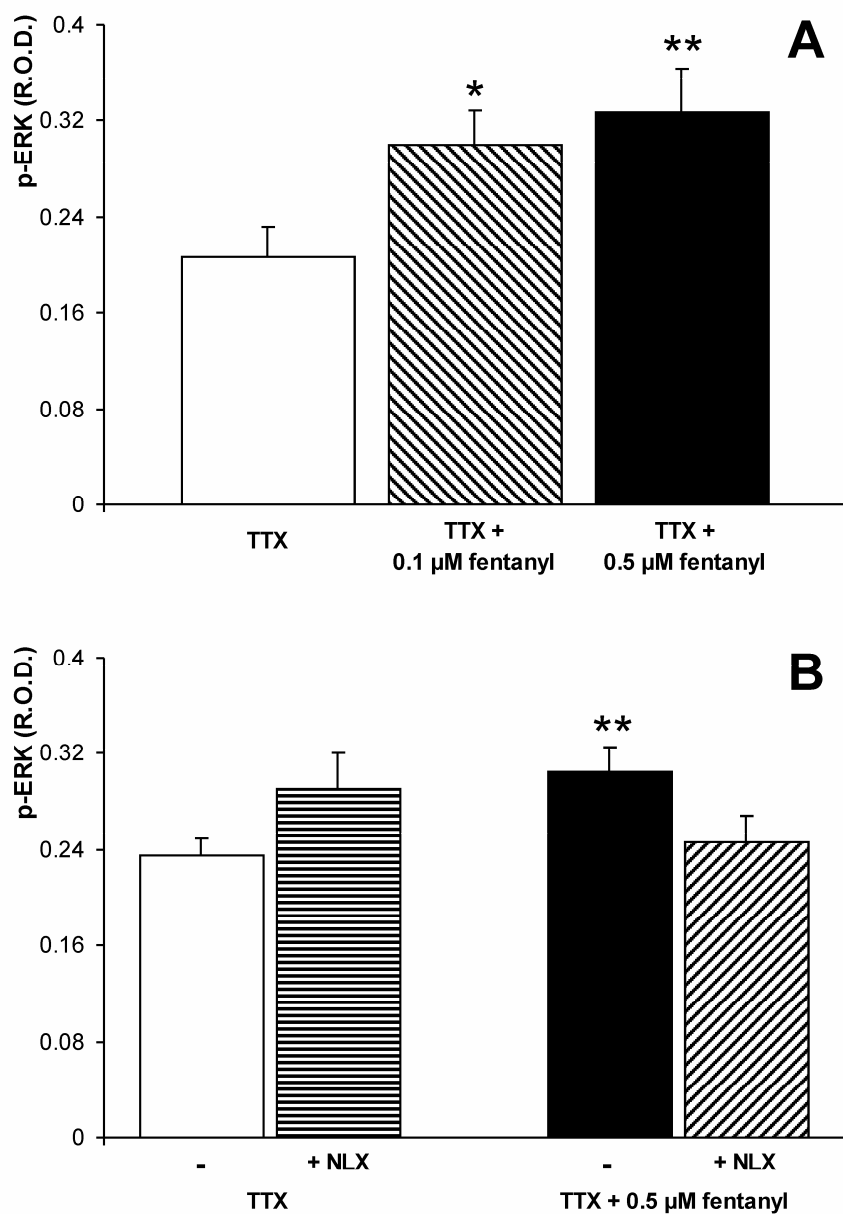 A
p-ERK (R.O.D.)
0.4
0.32
0.24
0.16
0.08
0
*
**
TTX
TTX +
0.1 µM fentanyl
TTX +
0.5 µM fentanyl
B
p-ERK (R.O.D.)
0.4
0.32
0.24
0.16
0.08
0
**
-
+ NLX
-
+ NLX
TTX
TTX + 0.5 µM fentanyl